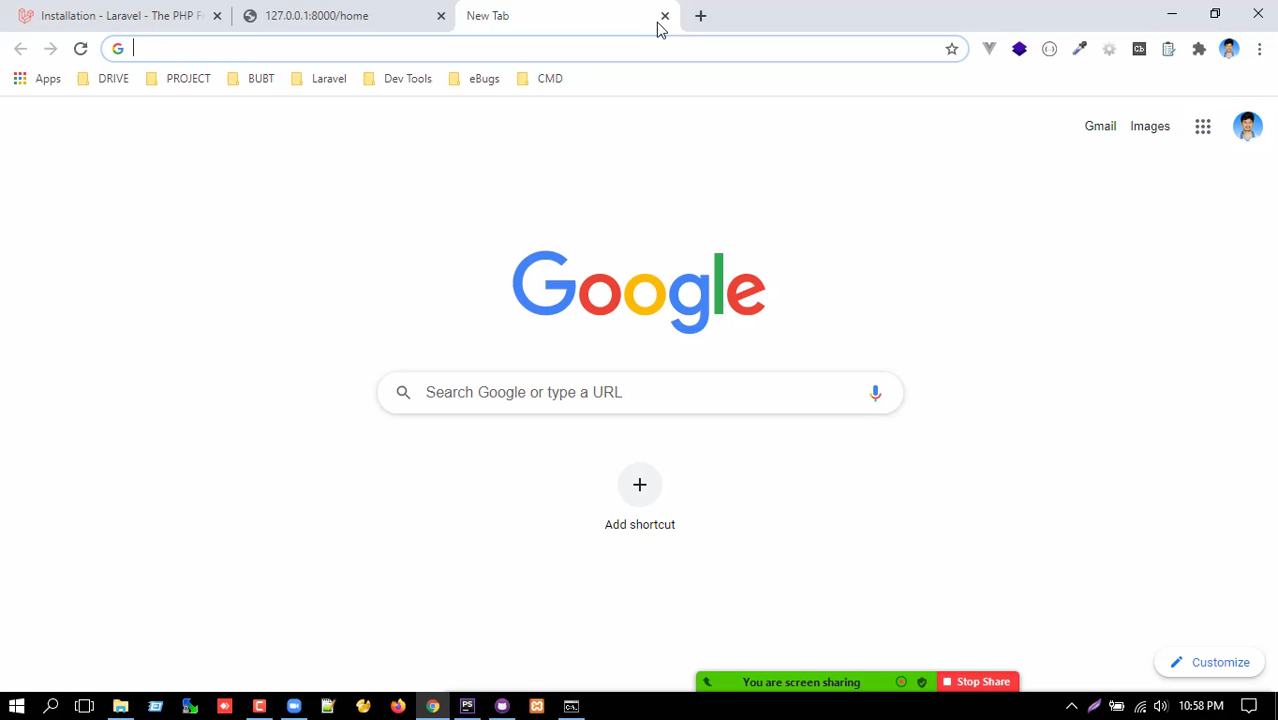 Installation - Laravel - The PHP F
127.0.0.1:8000/home
New Tab
Apps
DRIVE
PROJECT
BUBT
Laravel
Dev Tools
eBugs
CMD
Gmail
Images
Google
Search Google or type a URL
Add shortcut
Customize
You are screen sharing
Stop Share
10:58 PM